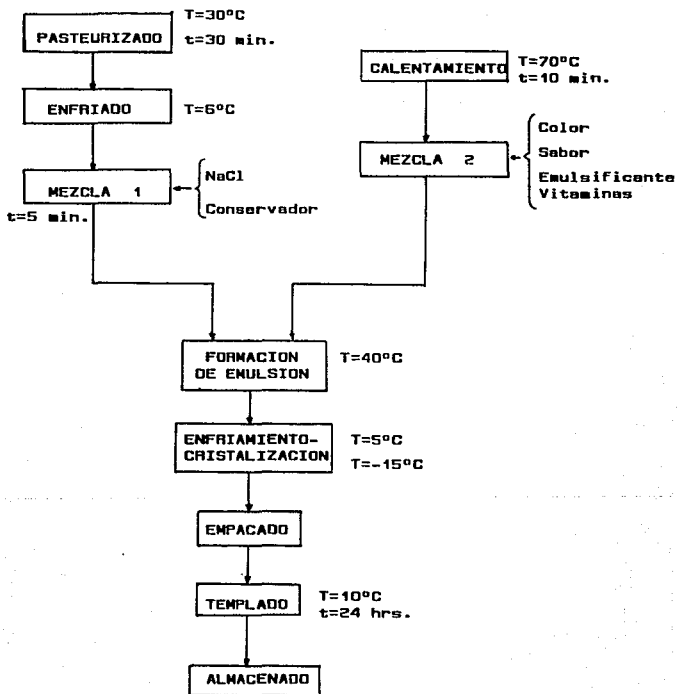 T=30ºC
PASTEURIZADO
t=30 min.
ENFRIADO
T=6ºC
MEZCLA 1
t=5 min.
NaCl
Conservador
CALENTAMIENTO
T=70ºC
t=10 min.
MEZCLA 2
Color
Sabor
Emulsificante
Vitaminas
FORMACION
DE EMULSION
T=40ºC
ENFRIAMIENTO-
CRISTALIZACION
T=5ºC
T=-15ºC
EMPACADO
TEMPLADO
T=10ºC
t=24 hrs.
ALMACENADO